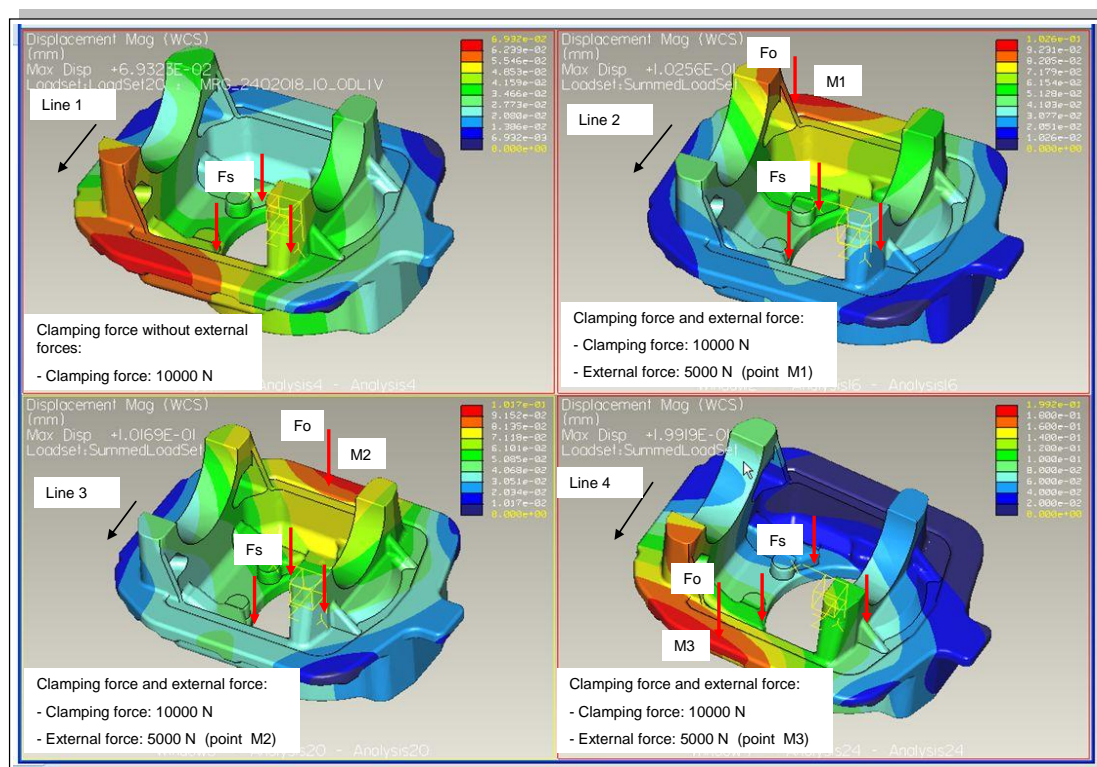 Displacement Mag (WCS)
(mm)
Max Disp +6.9323E-02
Loadset:LoadSet20 : MRG_2402018_10_ODLIV
6.932e-02
6.239e-02
5.546e-02
4.853e-02
4.159e-02
3.466e-02
2.773e-02
2.080e-02
1.386e-02
6.932e-03
0.000e+00
Line 1
Fs
Clamping force without external
forces:
- Clamping force: 10000 N
Analysis4 - Analysis4
Displacement Mag (WCS)
(mm)
Max Disp +1.0256E-01
Loadset:SummedLoadSet
1.026e-01
9.231e-02
8.205e-02
7.179e-02
6.154e-02
5.128e-02
4.103e-02
3.077e-02
2.051e-02
1.026e-02
0.000e+00
Fo
M1
Line 2
Fs
Clamping force and external force:
- Clamping force: 10000 N
- External force: 5000 N (point M1)
- Analysis16
Displacement Mag (WCS)
(mm)
Max Disp +1.0169E-01
Loadset:SummedLoadSet
1.017e-01
9.152e-02
8.135e-02
7.118e-02
6.101e-02
5.085e-02
4.068e-02
3.051e-02
2.034e-02
1.017e-02
0.000e+00
Fo
M2
Line 3
Fs
Clamping force and external force:
- Clamping force: 10000 N
- External force: 5000 N (point M2)
- Analysis20
Displacement Mag (WCS)
(mm)
Max Disp +1.9919E-01
Loadset:SummedLoadSet
1.992e-01
1.800e-01
1.600e-01
1.400e-01
1.200e-01
1.000e-01
8.000e-02
6.000e-02
4.000e-02
2.000e-02
0.000e+00
Line 4
Fs
Fo
M3
Clamping force and external force:
- Clamping force: 10000 N
- External force: 5000 N (point M3)
- Analysis24